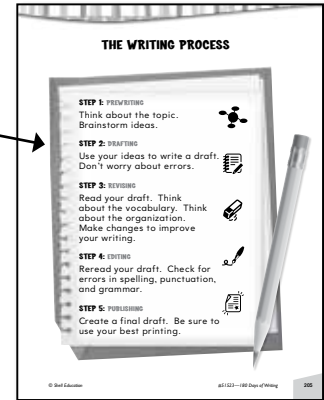 THE WRITING PROCESS
STEP 1: PREWRITING
Think about the topic.
Brainstorm ideas.
STEP 2: DRAFTING
Use your ideas to write a draft.
Don't worry about errors.
STEP 3: REVISING
Read your draft. Think
about the vocabulary. Think
about the organization.
Make changes to improve
your writing.
STEP 4: EDITING
Reread your draft. Check for
errors in spelling, punctuation,
and grammar.
STEP 5: PUBLISHING
Create a final draft. Be sure to
use your best printing.
© Shell Education
#51523—180 Days of Writing
205